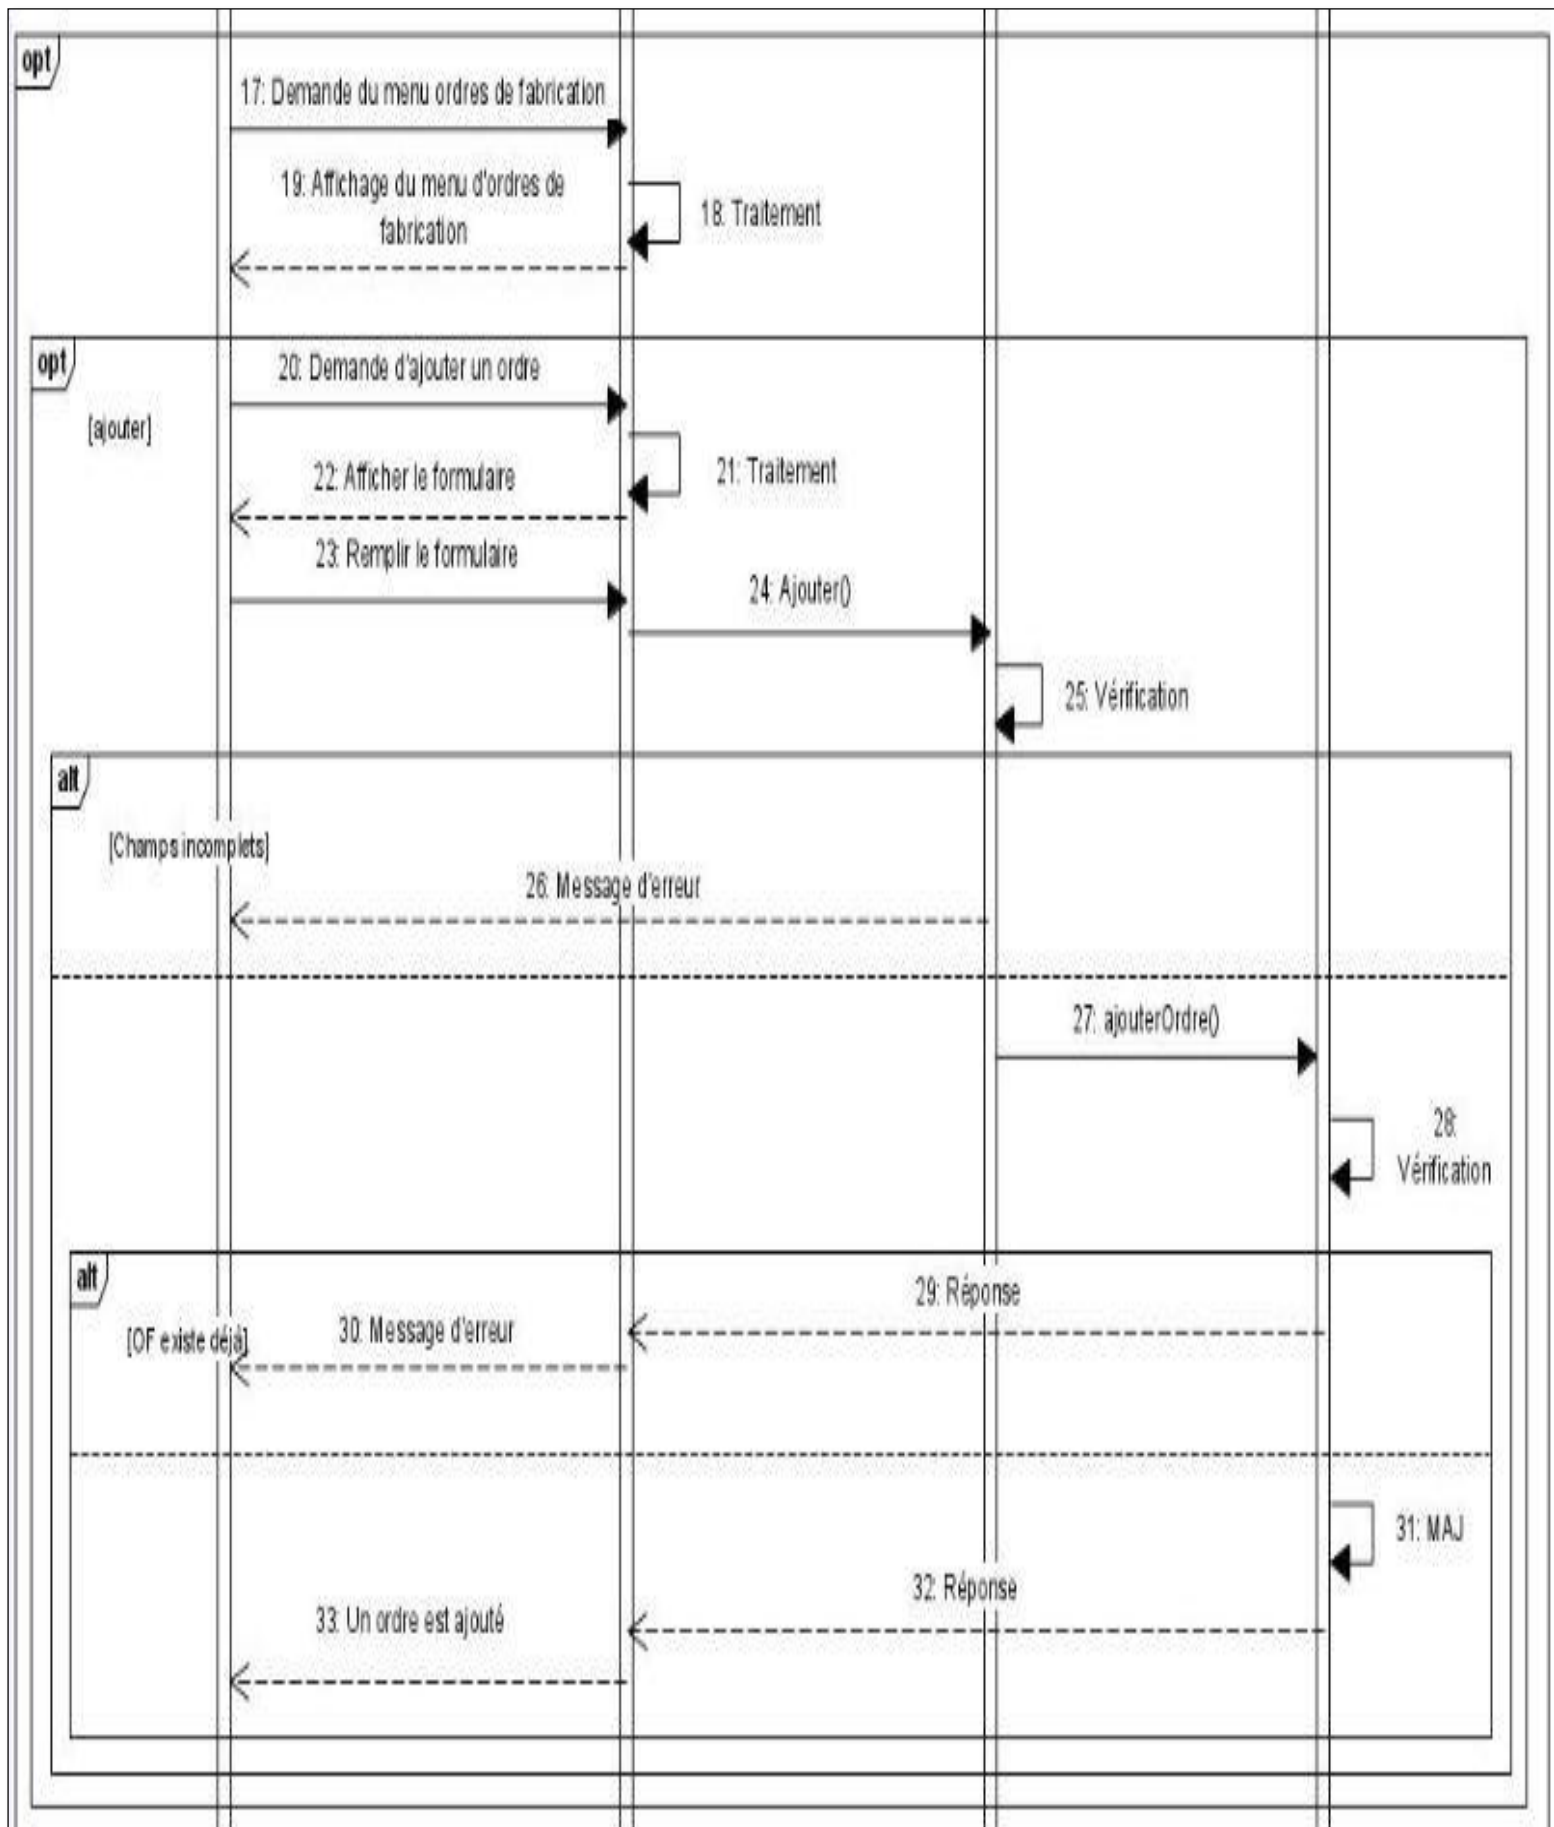 opt
17: Demande du menu ordres de fabrication
19: Affichage du menu d'ordres de
fabrication
18: Traitement
opt
20: Demande d'ajouter un ordre
[ajouter]
22: Afficher le formulaire
21: Traitement
23: Remplir le formulaire
24: Ajouter()
25: Vérification
alt
[Champs incomplets]
26: Message d'erreur
27: ajouterOrdre()
28:
Vérification
alt
29: Réponse
[OF existe déjà]
30: Message d'erreur
31: MAJ
32: Réponse
33: Un ordre est ajouté